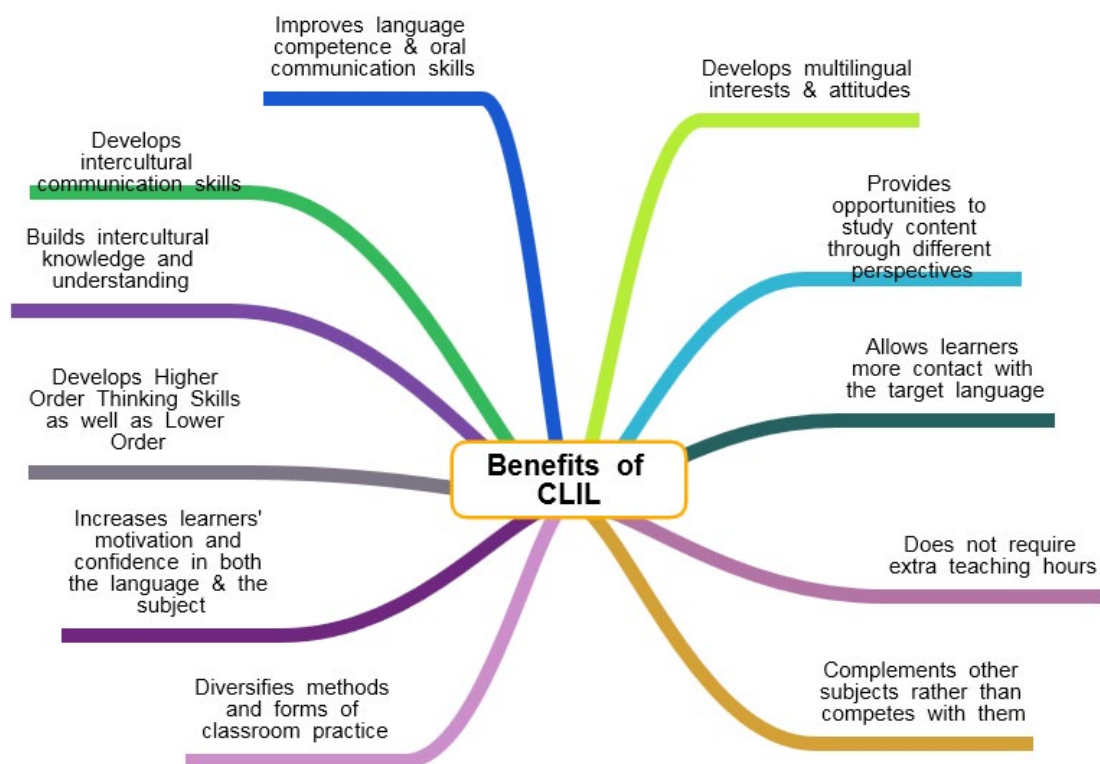 Improves language
competence & oral
communication skills
Develops multilingual
interests & attitudes
Develops
intercultural
communication skills
Provides
opportunities to
study content
through different
perspectives
Builds intercultural
knowledge and
understanding
Allows learners
more contact with
the target language
Develops Higher
Order Thinking Skills
as well as Lower
Order
Benefits of
CLIL
Increases learners'
motivation and
confidence in both
the language & the
subject
Does not require
extra teaching hours
Diversifies methods
and forms of
classroom practice
Complements other
subjects rather than
competes with them